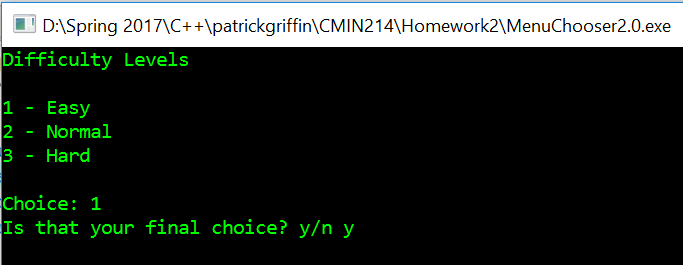 D:\Spring 2017\C++\patrickgriffin\CMIN214\Homework2\MenuChooser2.0.exe
Difficulty Levels
1 - Easy
2 - Normal
3 - Hard
Choice: 1
Is that your final choice? y/n y